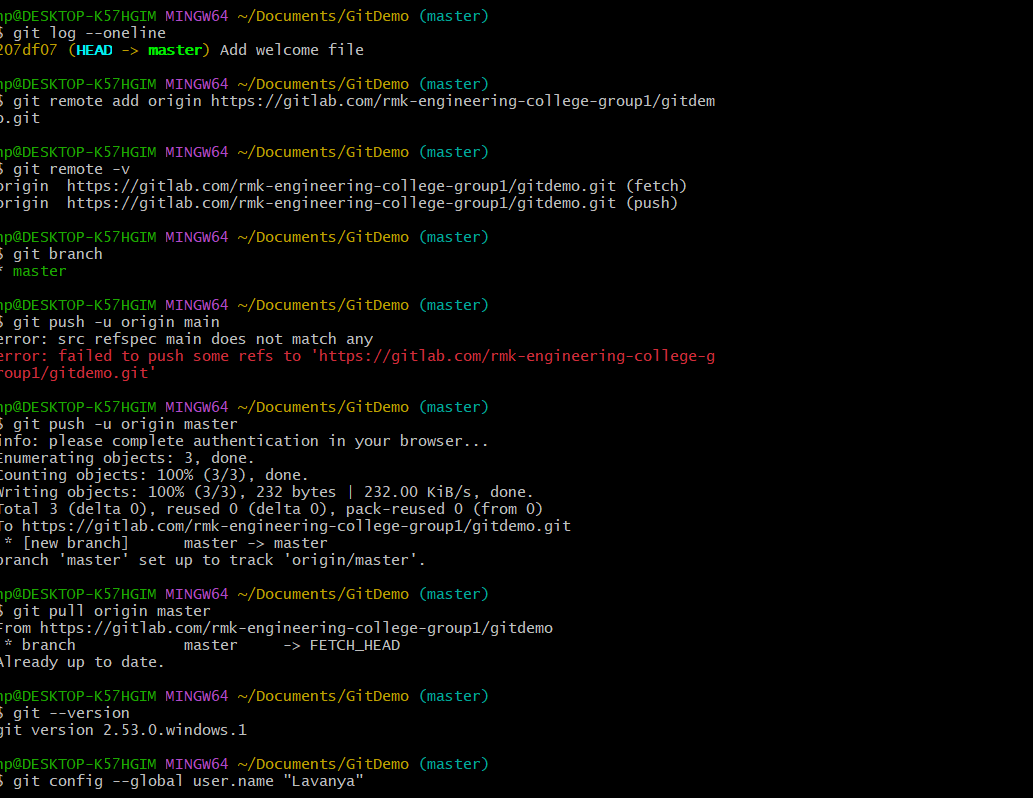 hp@DESKTOP-K57HGIM MINGW64 ~/Documents/GitDemo (master)
$ git log --oneline
207df07 (HEAD -> master) Add welcome file
hp@DESKTOP-K57HGIM MINGW64 ~/Documents/GitDemo (master)
$ git remote add origin https://gitlab.com/rmk-engineering-college-group1/gitdem
o.git
hp@DESKTOP-K57HGIM MINGW64 ~/Documents/GitDemo (master)
$ git remote -v
origin  https://gitlab.com/rmk-engineering-college-group1/gitdemo.git (fetch)
origin  https://gitlab.com/rmk-engineering-college-group1/gitdemo.git (push)
hp@DESKTOP-K57HGIM MINGW64 ~/Documents/GitDemo (master)
$ git branch
* master
hp@DESKTOP-K57HGIM MINGW64 ~/Documents/GitDemo (master)
$ git push -u origin main
error: src refspec main does not match any
error: failed to push some refs to 'https://gitlab.com/rmk-engineering-college-g
roup1/gitdemo.git'
hp@DESKTOP-K57HGIM MINGW64 ~/Documents/GitDemo (master)
$ git push -u origin master
info: please complete authentication in your browser...
Enumerating objects: 3, done.
Counting objects: 100% (3/3), done.
Writing objects: 100% (3/3), 232 bytes | 232.00 KiB/s, done.
Total 3 (delta 0), reused 0 (delta 0), pack-reused 0 (from 0)
To https://gitlab.com/rmk-engineering-college-group1/gitdemo.git
 * [new branch]      master -> master
branch 'master' set up to track 'origin/master'.
hp@DESKTOP-K57HGIM MINGW64 ~/Documents/GitDemo (master)
$ git pull origin master
From https://gitlab.com/rmk-engineering-college-group1/gitdemo
 * branch            master     -> FETCH_HEAD
Already up to date.
hp@DESKTOP-K57HGIM MINGW64 ~/Documents/GitDemo (master)
$ git --version
git version 2.53.0.windows.1
hp@DESKTOP-K57HGIM MINGW64 ~/Documents/GitDemo (master)
$ git config --global user.name "Lavanya"